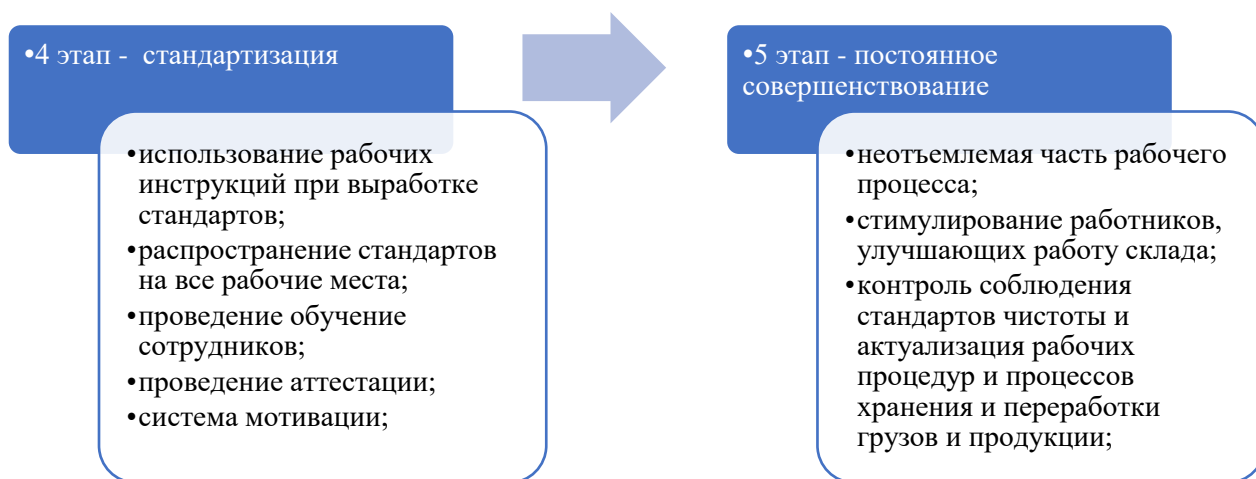 •4 этап - стандартизация
•использование рабочих
инструкций при выработке
стандартов;
•распространение стандартов
на все рабочие места;
•проведение обучение
сотрудников;
•проведение аттестации;
•система мотивации;
•5 этап - постоянное
совершенствование
•неотъемлемая часть рабочего
процесса;
•стимулирование работников,
улучшающих работу склада;
•контроль соблюдения
стандартов чистоты и
актуализация рабочих
процедур и процессов
хранения и переработки
грузов и продукции;